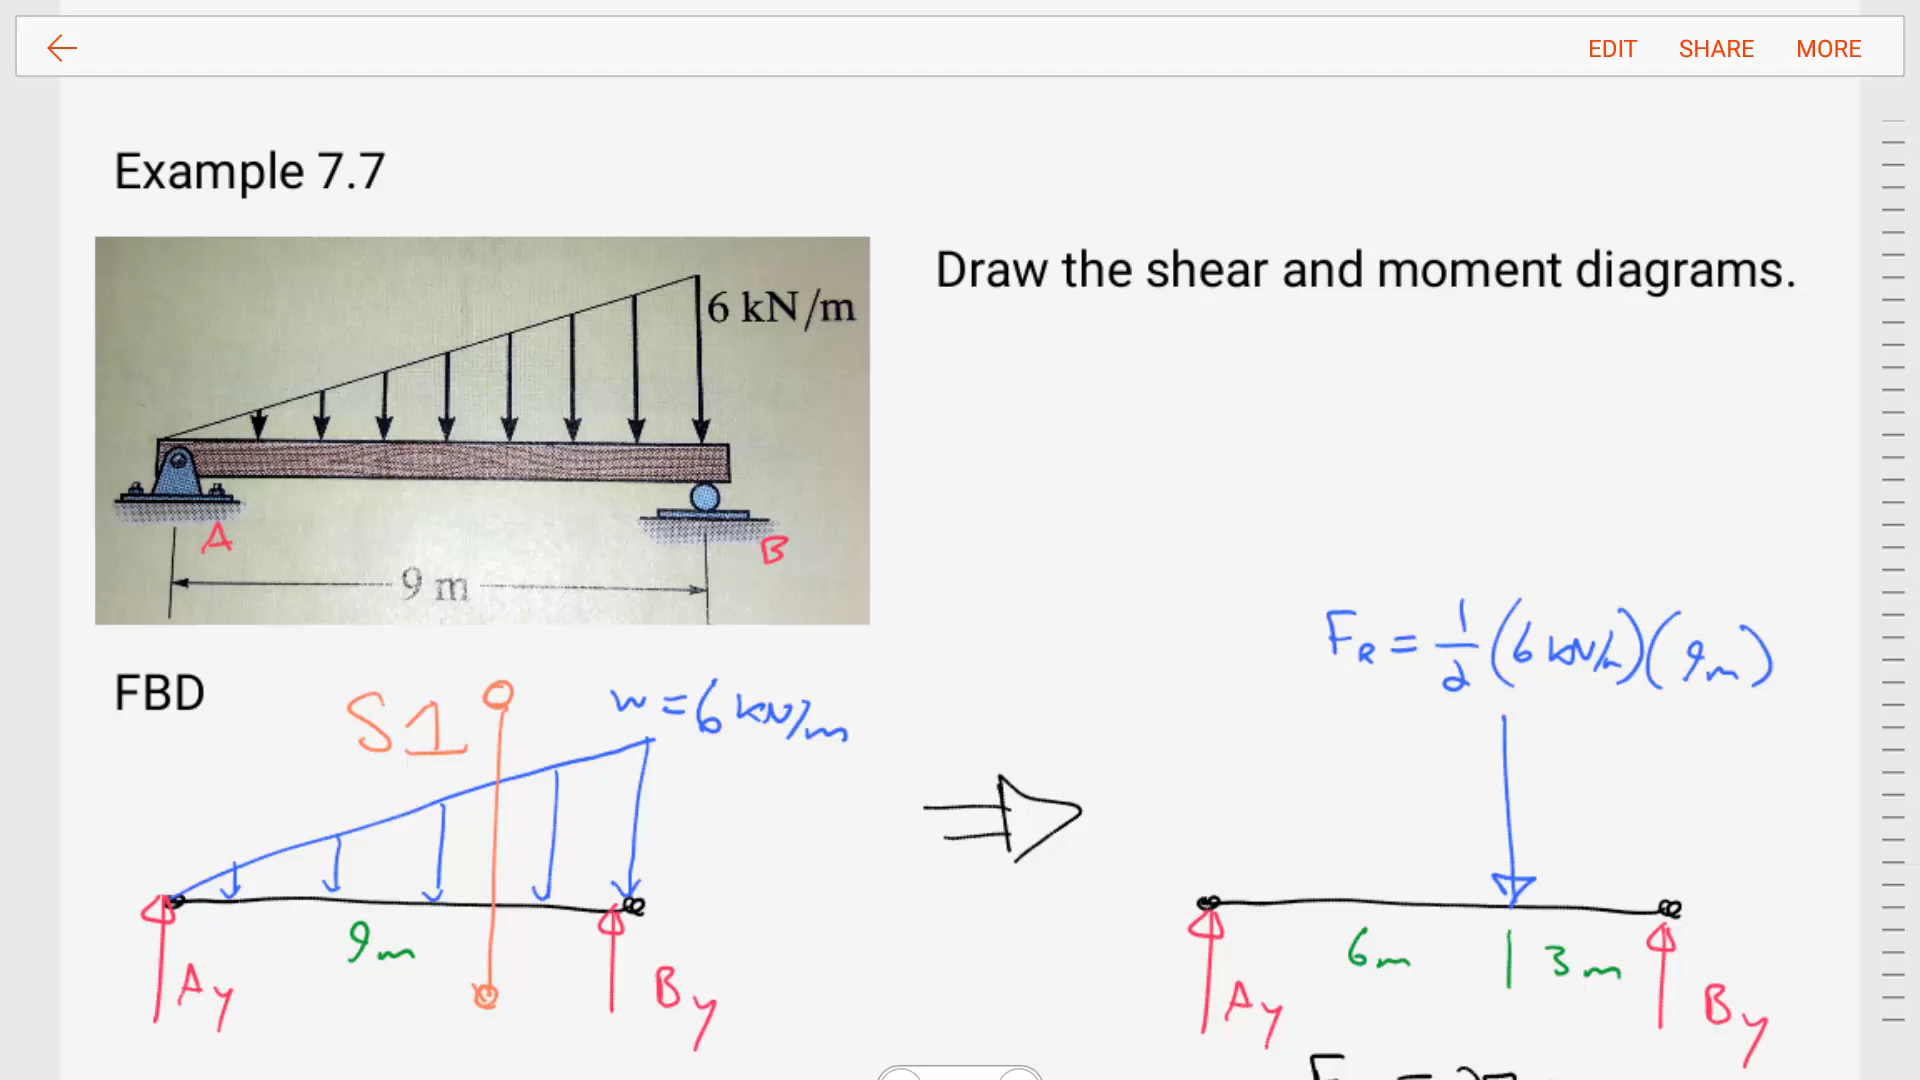 EDIT SHARE MORE
Example 7.7
Draw the shear and moment diagrams.
6 kN/m
A
B
9 m
FBD
S1
w = 6 kN/m
9m
Ay
By
FR = 1/2 (6 kN/m)(9m)
6m
3m
Ay
By